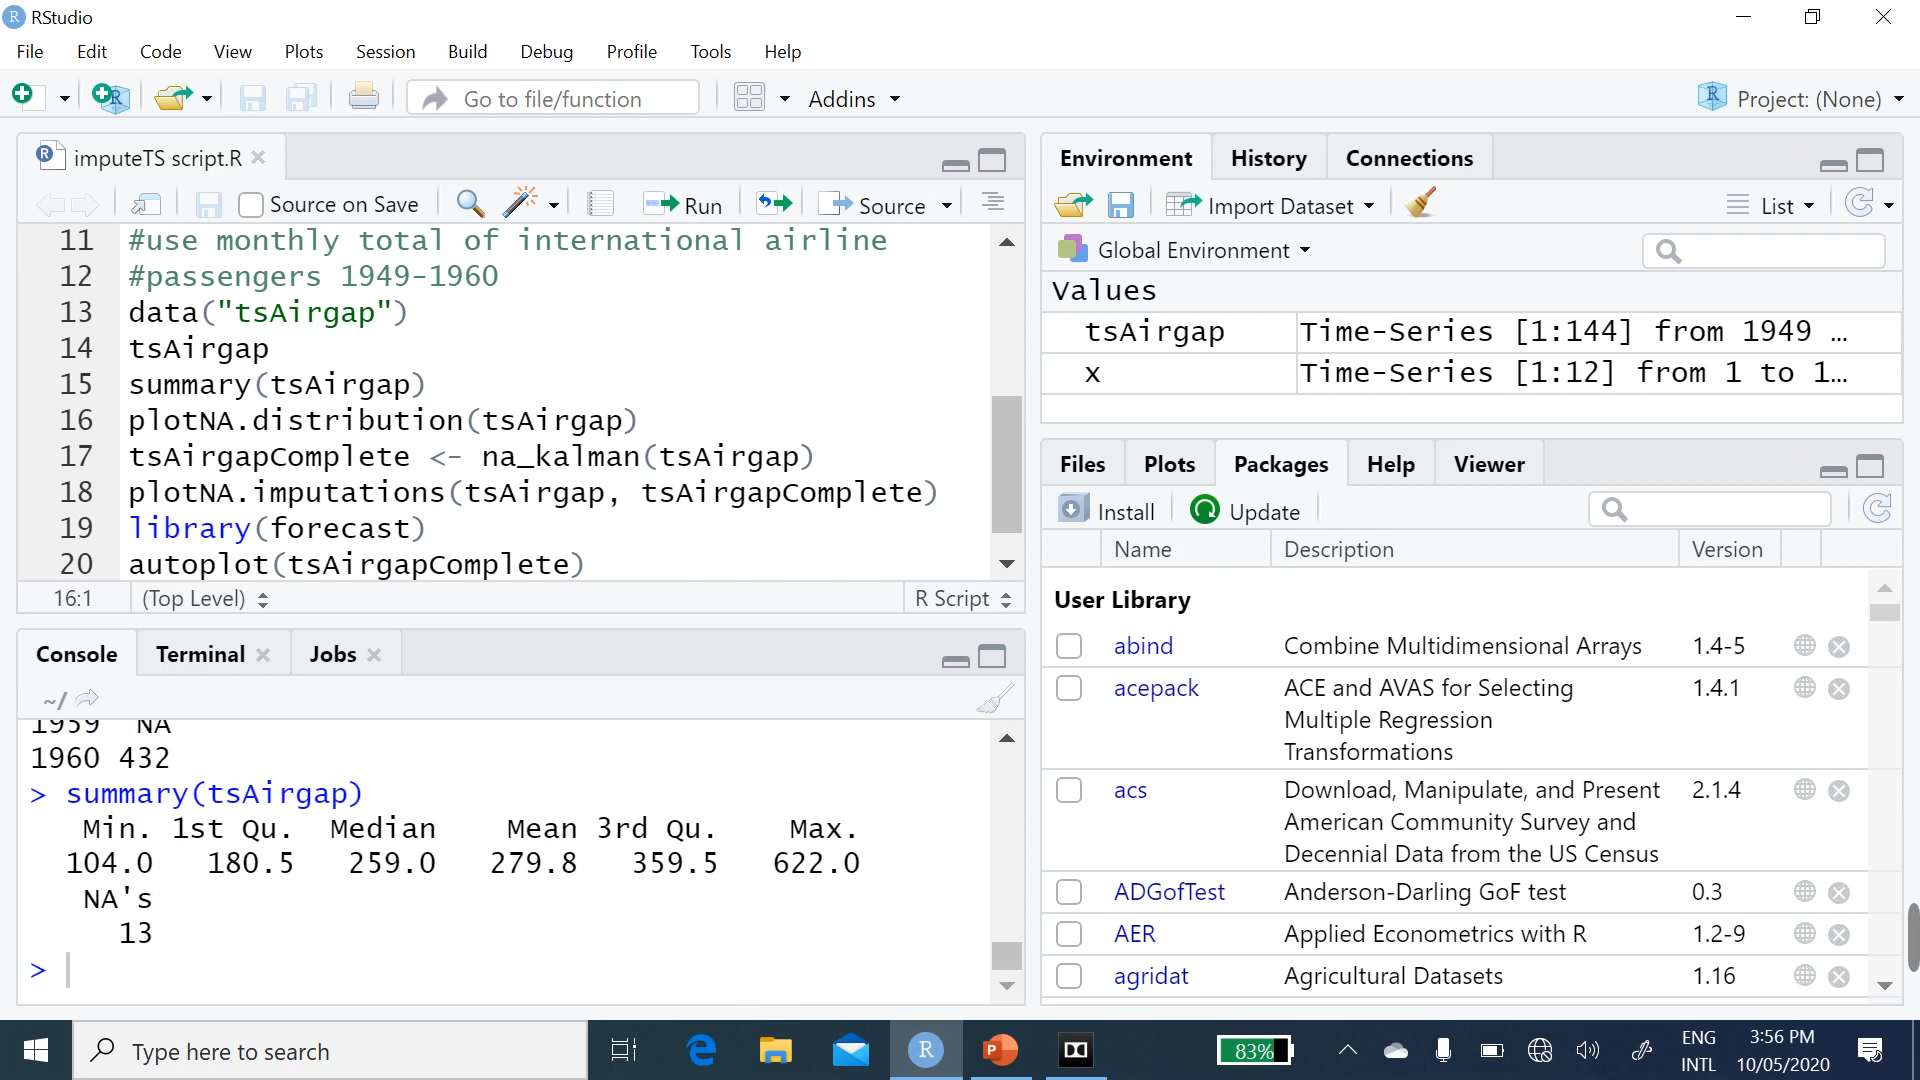 RStudio
File Edit Code View Plots Session Build Debug Profile Tools Help
Go to file/function Addins Project: (None)
imputeTS script.R
Source on Save Run Source
11 #use monthly total of international airline
12 #passengers 1949-1960
13 data("tsAirgap")
14 tsAirgap
15 summary(tsAirgap)
16 plotNA.distribution(tsAirgap)
17 tsAirgapComplete <- na_kalman(tsAirgap)
18 plotNA.imputations(tsAirgap, tsAirgapComplete)
19 library(forecast)
20 autoplot(tsAirgapComplete)
16:1 (Top Level) R Script
Console Terminal Jobs
~/
1959 NA
1960 432
> summary(tsAirgap)
Min. 1st Qu. Median Mean 3rd Qu. Max.
104.0 180.5 259.0 279.8 359.5 622.0
NA's
13
>
Environment History Connections
Import Dataset List
Global Environment
Values
tsAirgap Time-Series [1:144] from 1949 …
x Time-Series [1:12] from 1 to 1…
Files Plots Packages Help Viewer
Install Update
Name Description Version
User Library
abind Combine Multidimensional Arrays 1.4-5
acepack ACE and AVAS for Selecting 1.4.1
Multiple Regression
Transformations
acs Download, Manipulate, and Present 2.1.4
American Community Survey and
Decennial Data from the US Census
ADGofTest Anderson-Darling GoF test 0.3
AER Applied Econometrics with R 1.2-9
agridat Agricultural Datasets 1.16
Type here to search
83%
ENG 3:56 PM
INTL 10/05/2020